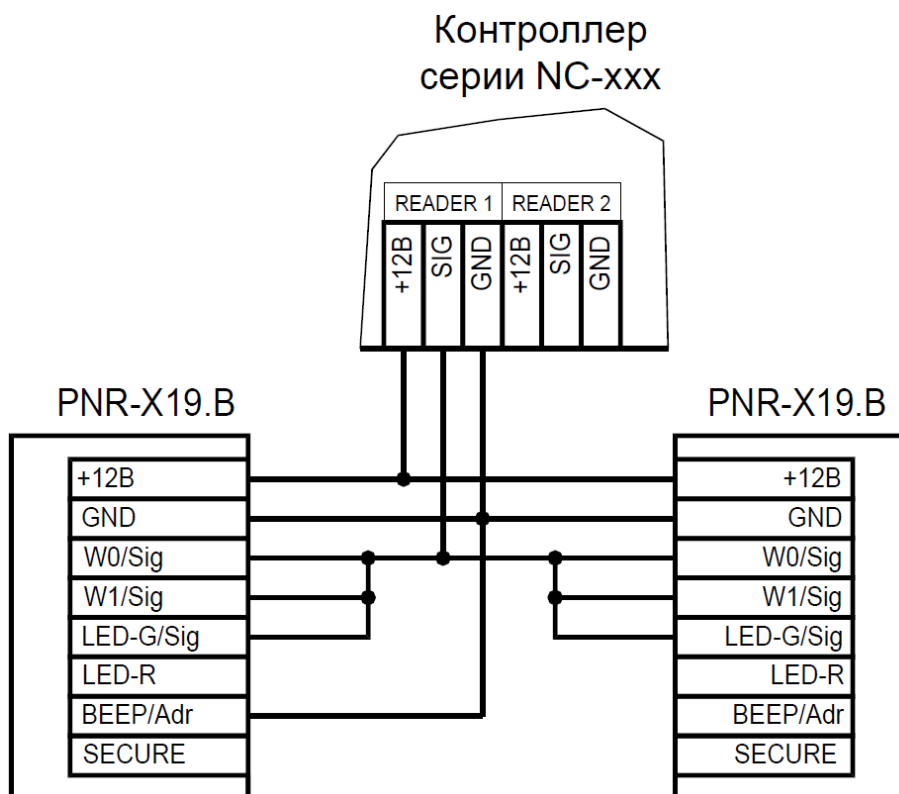 Контроллер
серии NC-xxx
READER 1 READER 2
+12В SIG GND +12В SIG GND
PNR-X19.B PNR-X19.B
+12В +12В
GND GND
W0/Sig W0/Sig
W1/Sig W1/Sig
LED-G/Sig LED-G/Sig
LED-R LED-R
BEEP/Adr BEEP/Adr
SECURE SECURE